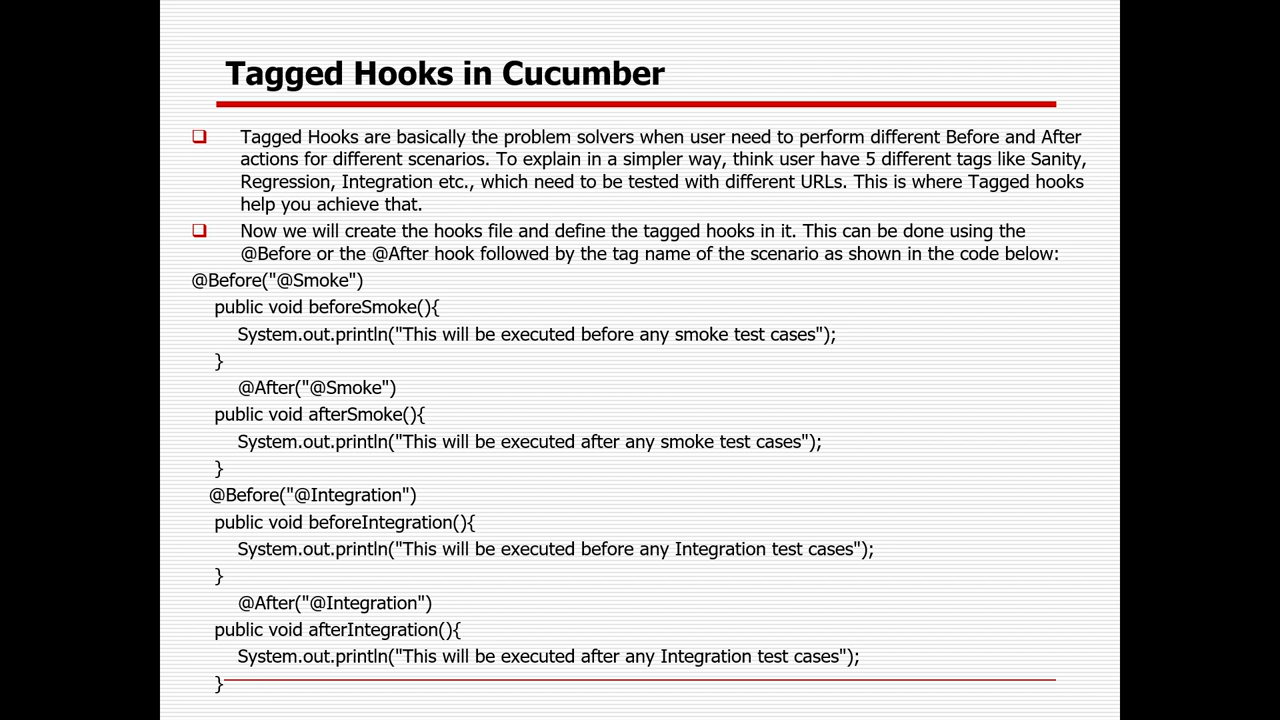 Tagged Hooks in Cucumber
Tagged Hooks are basically the problem solvers when user need to perform different Before and After
actions for different scenarios. To explain in a simpler way, think user have 5 different tags like Sanity,
Regression, Integration etc., which need to be tested with different URLs. This is where Tagged hooks
help you achieve that.
Now we will create the hooks file and define the tagged hooks in it. This can be done using the
@Before or the @After hook followed by the tag name of the scenario as shown in the code below:
@Before("@Smoke")
public void beforeSmoke(){
System.out.println("This will be executed before any smoke test cases");
}
@After("@Smoke")
public void afterSmoke(){
System.out.println("This will be executed after any smoke test cases");
}
@Before("@Integration")
public void beforeIntegration(){
System.out.println("This will be executed before any Integration test cases");
}
@After("@Integration")
public void afterIntegration(){
System.out.println("This will be executed after any Integration test cases");
}